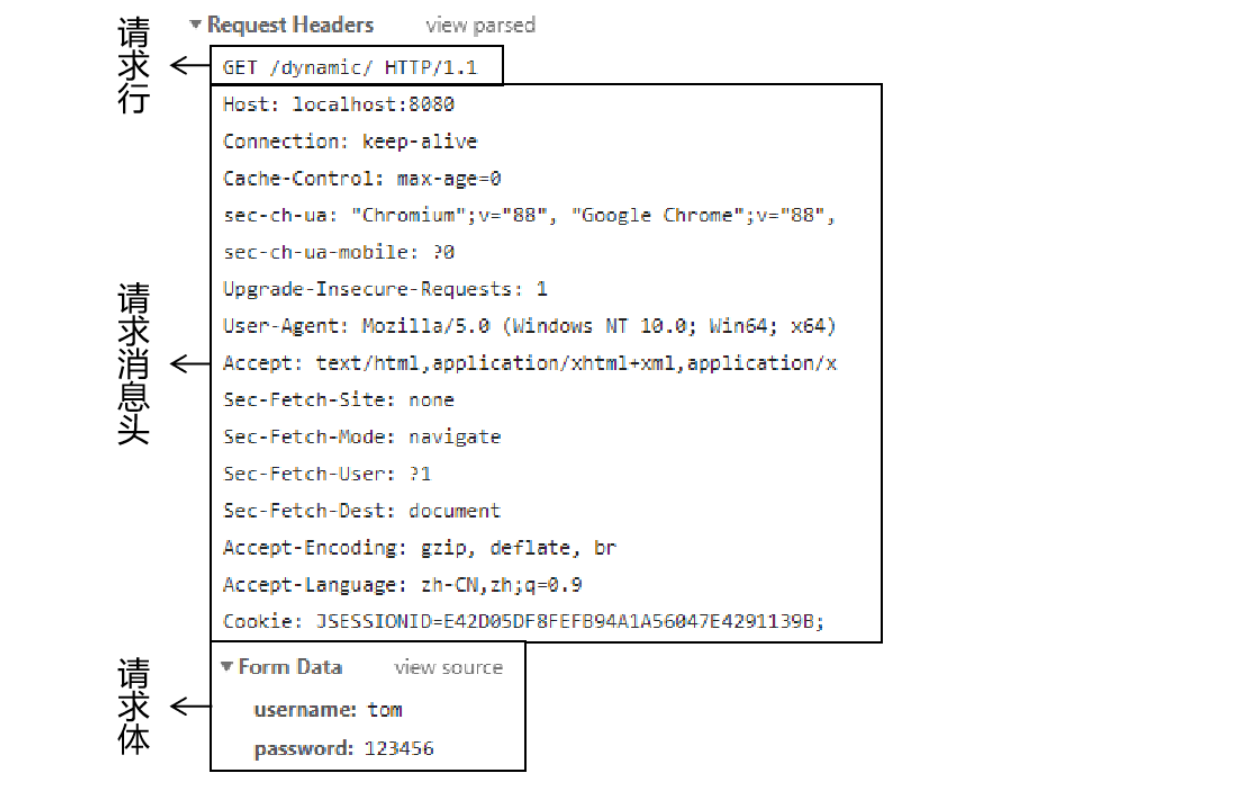 请求行
Request Headers view parsed
GET /dynamic/ HTTP/1.1
Host: localhost:8080
Connection: keep-alive
Cache-Control: max-age=0
sec-ch-ua: "Chromium";v="88", "Google Chrome";v="88",
sec-ch-ua-mobile: ?0
Upgrade-Insecure-Requests: 1
User-Agent: Mozilla/5.0 (Windows NT 10.0; Win64; x64)
请求消息头
Accept: text/html,application/xhtml+xml,application/x
Sec-Fetch-Site: none
Sec-Fetch-Mode: navigate
Sec-Fetch-User: ?1
Sec-Fetch-Dest: document
Accept-Encoding: gzip, deflate, br
Accept-Language: zh-CN,zh;q=0.9
Cookie: JSESSIONID=E42D05DF8FEFB94A1A56047E4291139B;
请求体
Form Data view source
username: tom
password: 123456